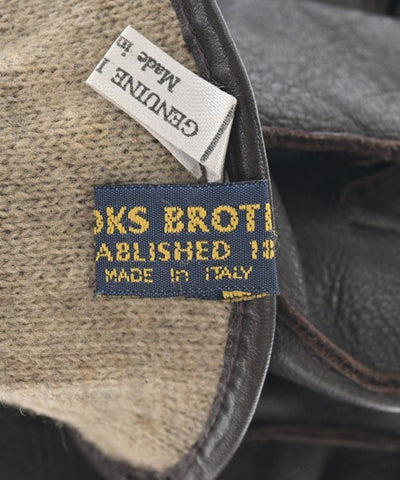 GENUINE
Made in
OKS BROT
ABLISHED 18
MADE In ITALY